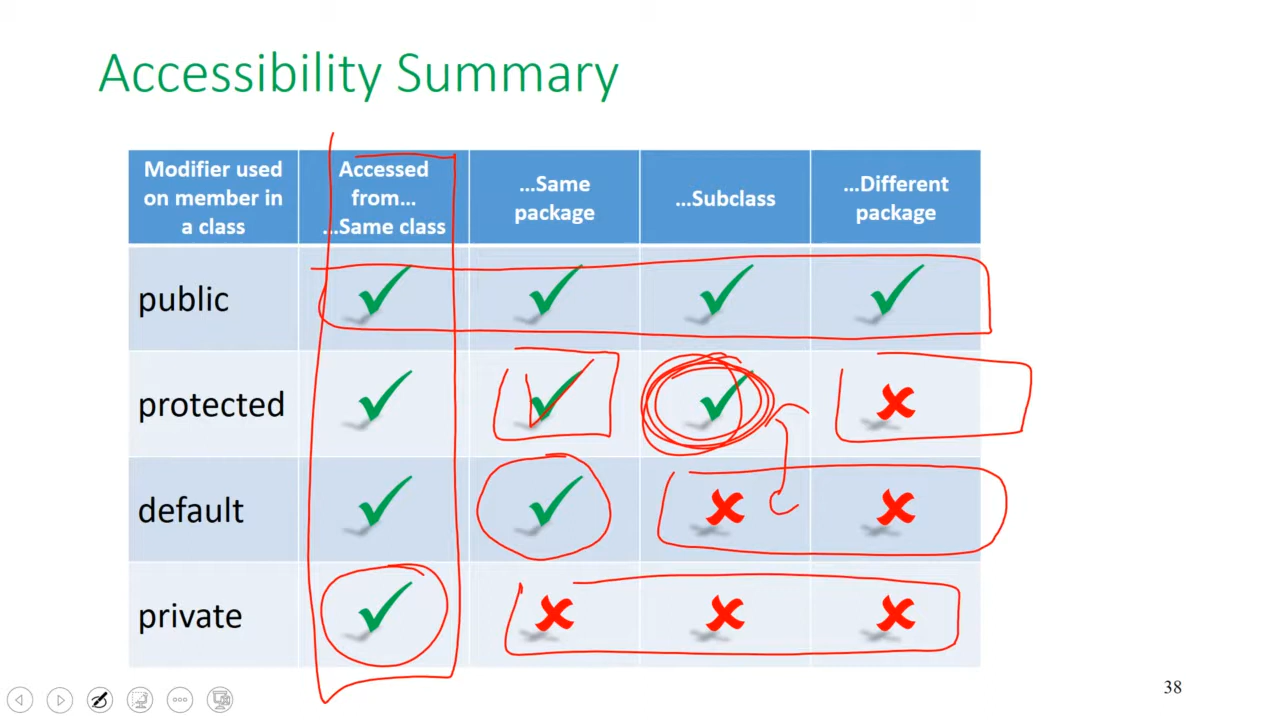 Accessibility Summary
Modifier used
on member in
a class
Accessed
from…
…Same class
…Same
package
…Subclass
…Different
package
public
protected
default
private
38